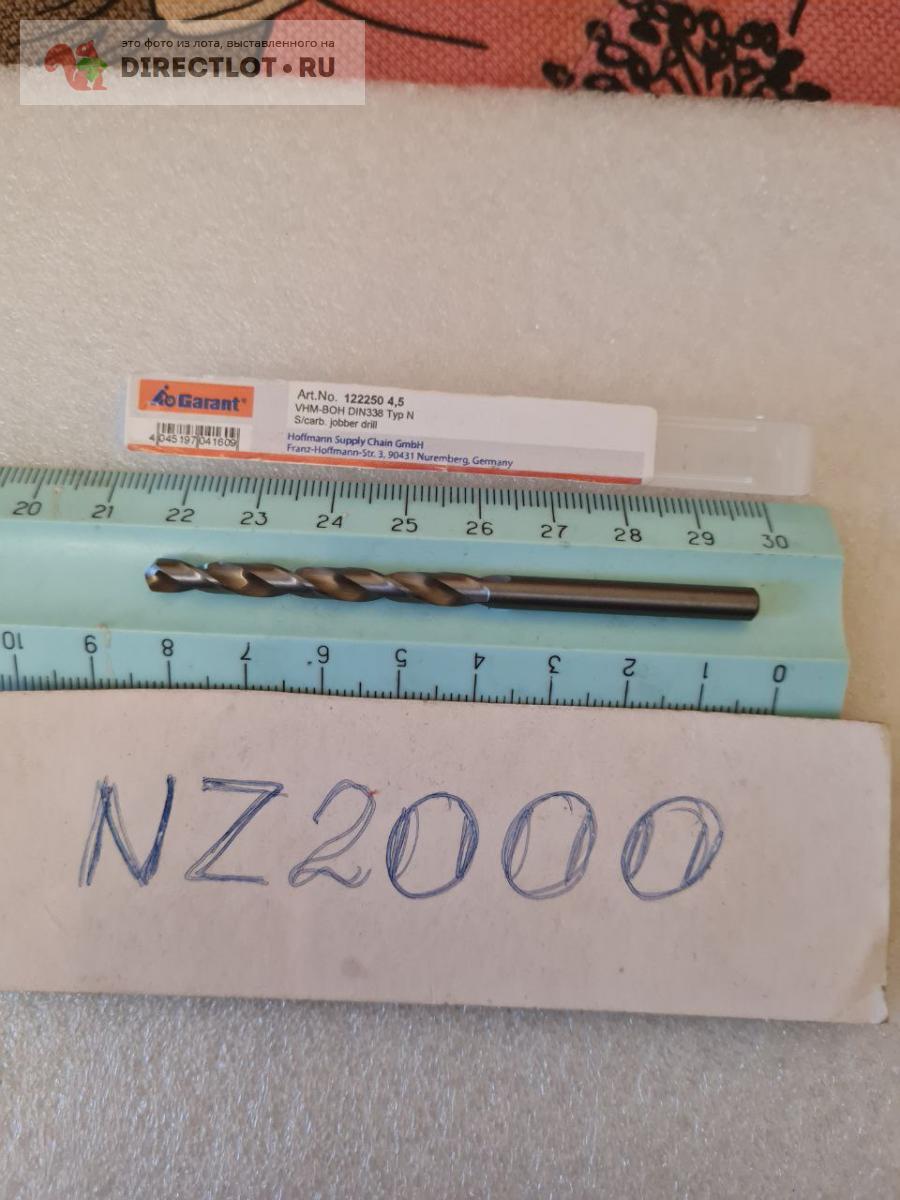 это фото из лота, выставленного на
DIRECTLOT•RU
Garant®
Art.No. 122250 4,5
VHM-BOH DIN338 Typ N
S/carb. jobber drill
4 045197 041609
Hoffmann Supply Chain GmbH
Franz-Hoffmann-Str. 3, 90431 Nuremberg, Germany
20 21 22 23 24 25 26 27 28 29 30
10 9 8 7 6 5 4 3 2 1 0
NZ2000